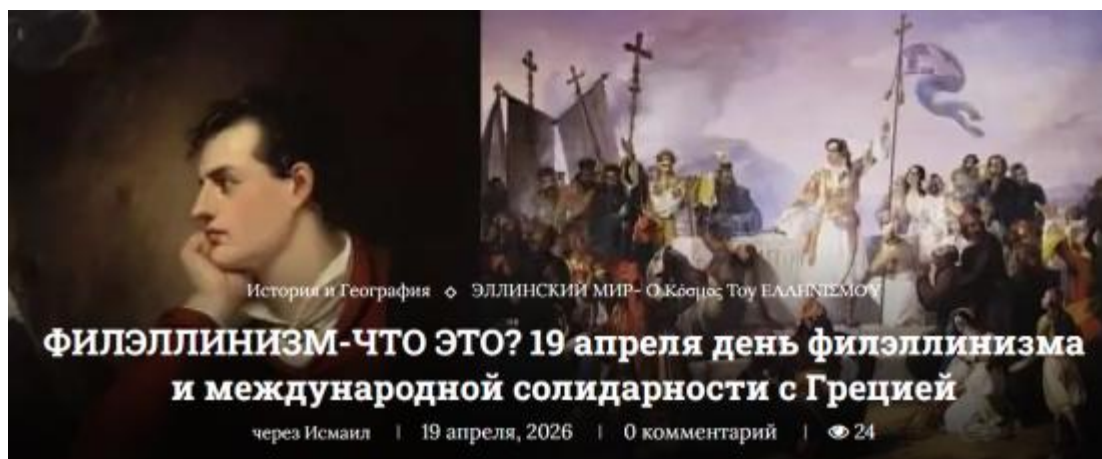 История и География ◇ ЭЛЛИНСКИЙ МИР- Ο Κόσμος Του ΕΛΛΗΝΙΣΜΟΥ
ФИЛЭЛЛИНИЗМ-ЧТО ЭТО? 19 апреля день филэллинизма
и международной солидарности с Грецией
через Исмаил | 19 апреля, 2026 | 0 комментарий | 24